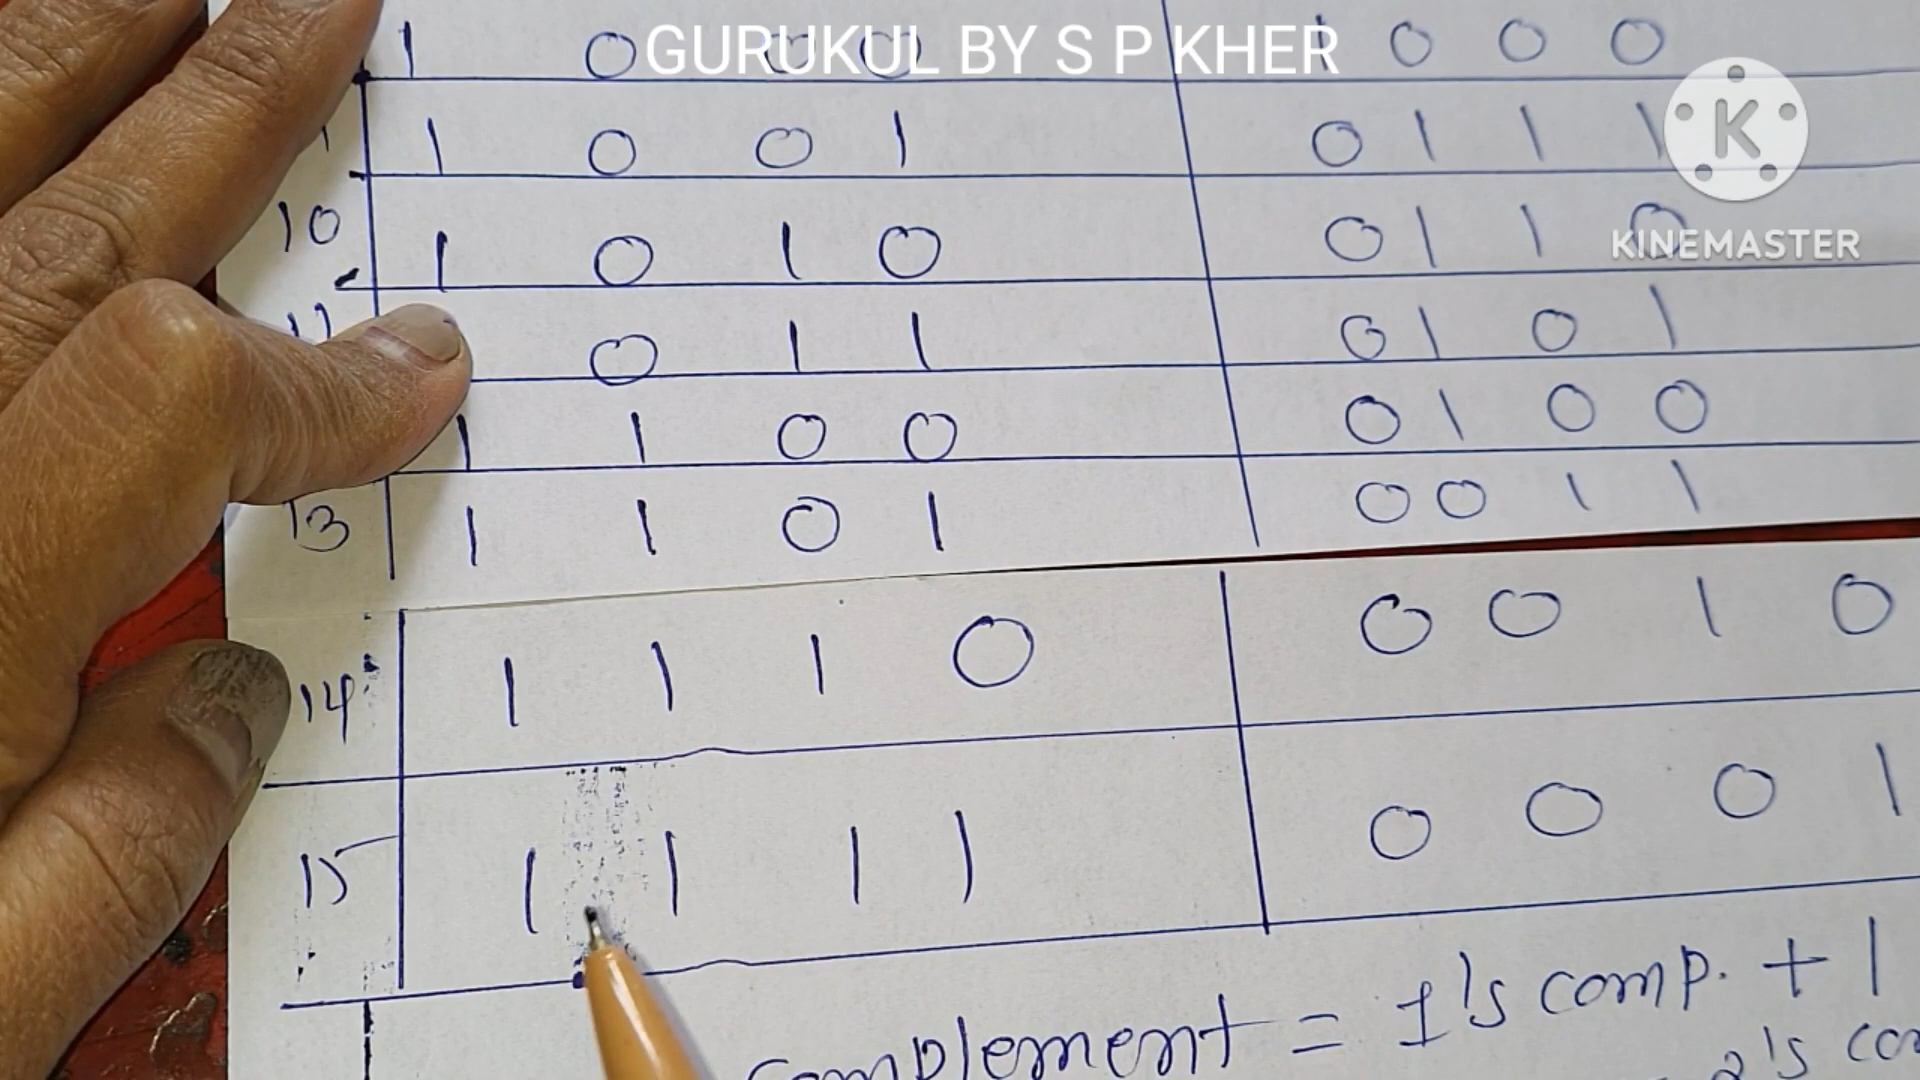 GURUKUL BY S P KHER
1 0 0 0 1 0 0 0
1 0 0 1 0 1 1 1
10 1 0 1 0 0 1 1 0
KINEMASTER
11 0 1 1 0 1 0 1
1 1 0 0 0 1 0 0
13 1 1 0 1 0 0 1 1
14 1 1 1 0 0 0 1 0
15 1 1 1 1 0 0 0 1
complement = 1's comp. + 1
2's